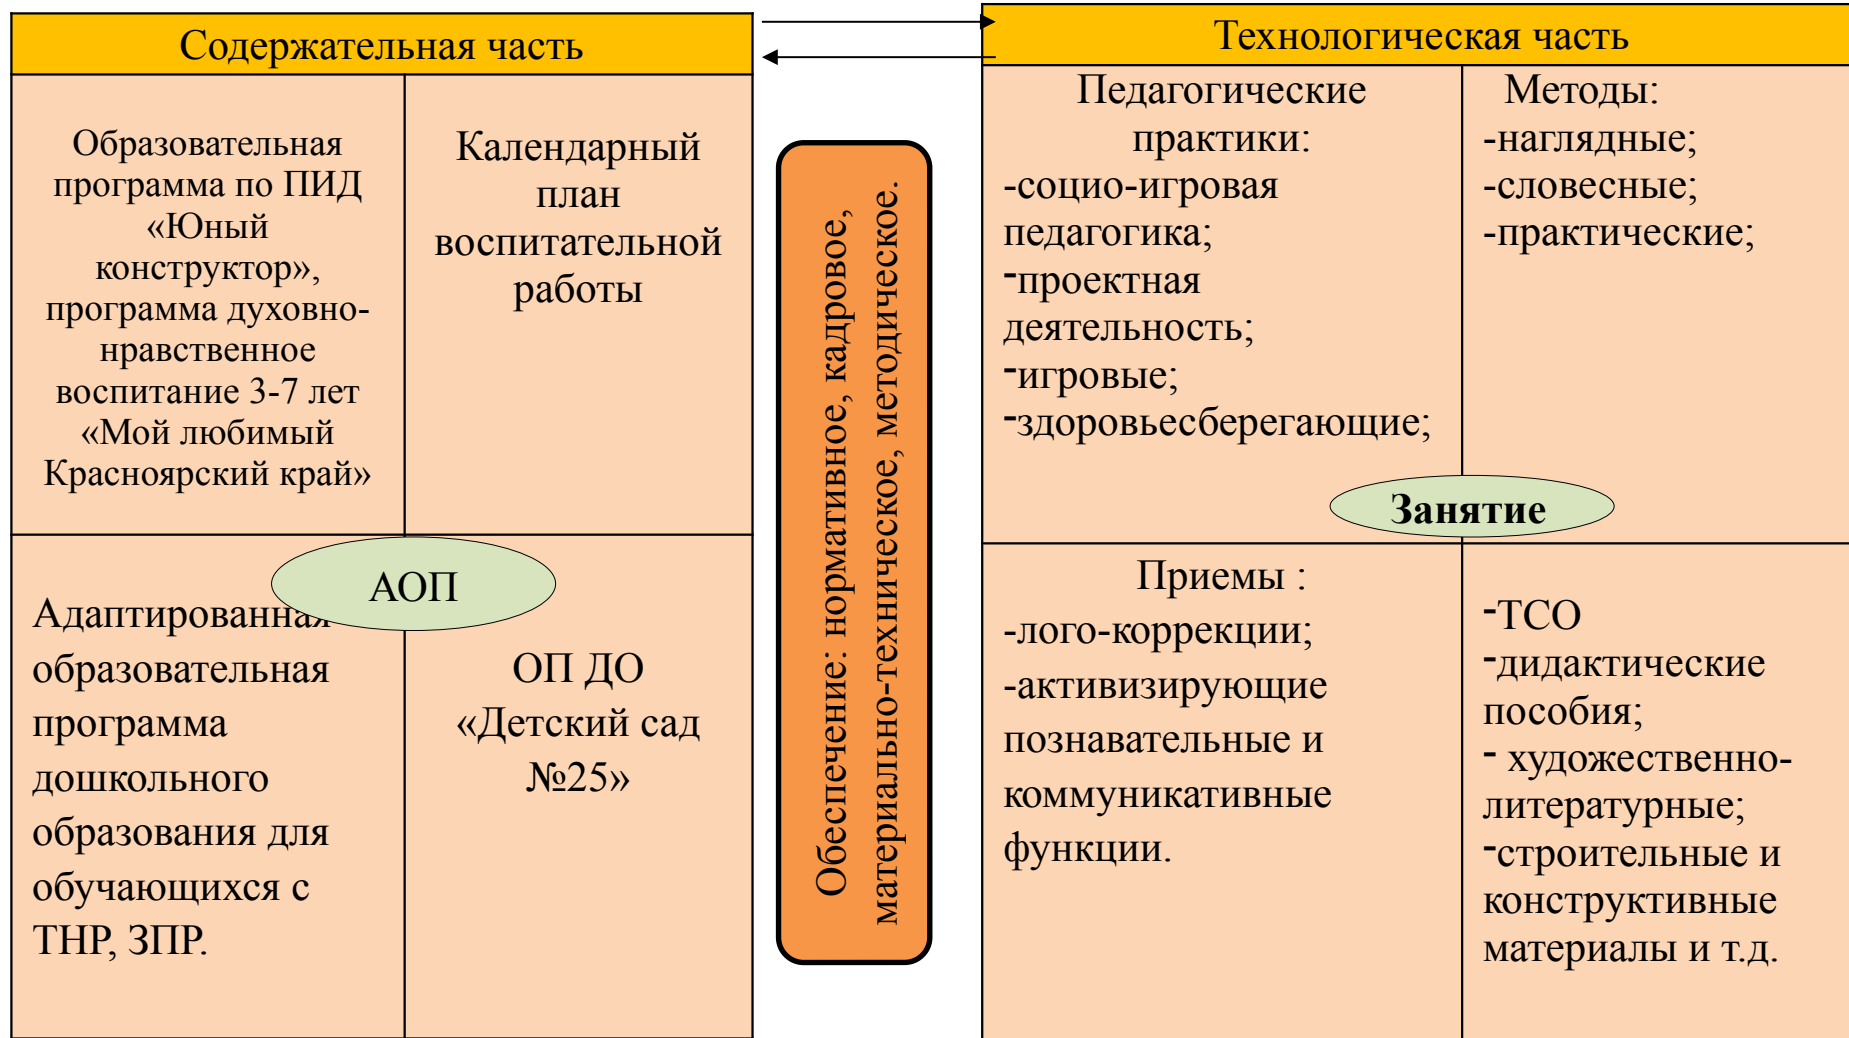 Содержательная часть
Образовательная
программа по ПИД
«Юный
конструктор»,
программа духовно-
нравственное
воспитание 3-7 лет
«Мой любимый
Красноярский край»
Календарный
план
воспитательной
работы
АОП
Адаптированная
образовательная
программа
дошкольного
образования для
обучающихся с
ТНР, ЗПР.
ОП ДО
«Детский сад
№25»
Обеспечение: нормативное, кадровое,
материально-техническое, методическое.
Технологическая часть
Педагогические
практики:
-социо-игровая
педагогика;
-проектная
деятельность;
-игровые;
-здоровьесберегающие;
Методы:
-наглядные;
-словесные;
-практические;
Занятие
Приемы :
-лого-коррекции;
-активизирующие
познавательные и
коммуникативные
функции.
-ТСО
-дидактические
пособия;
- художественно-
литературные;
-строительные и
конструктивные
материалы и т.д.